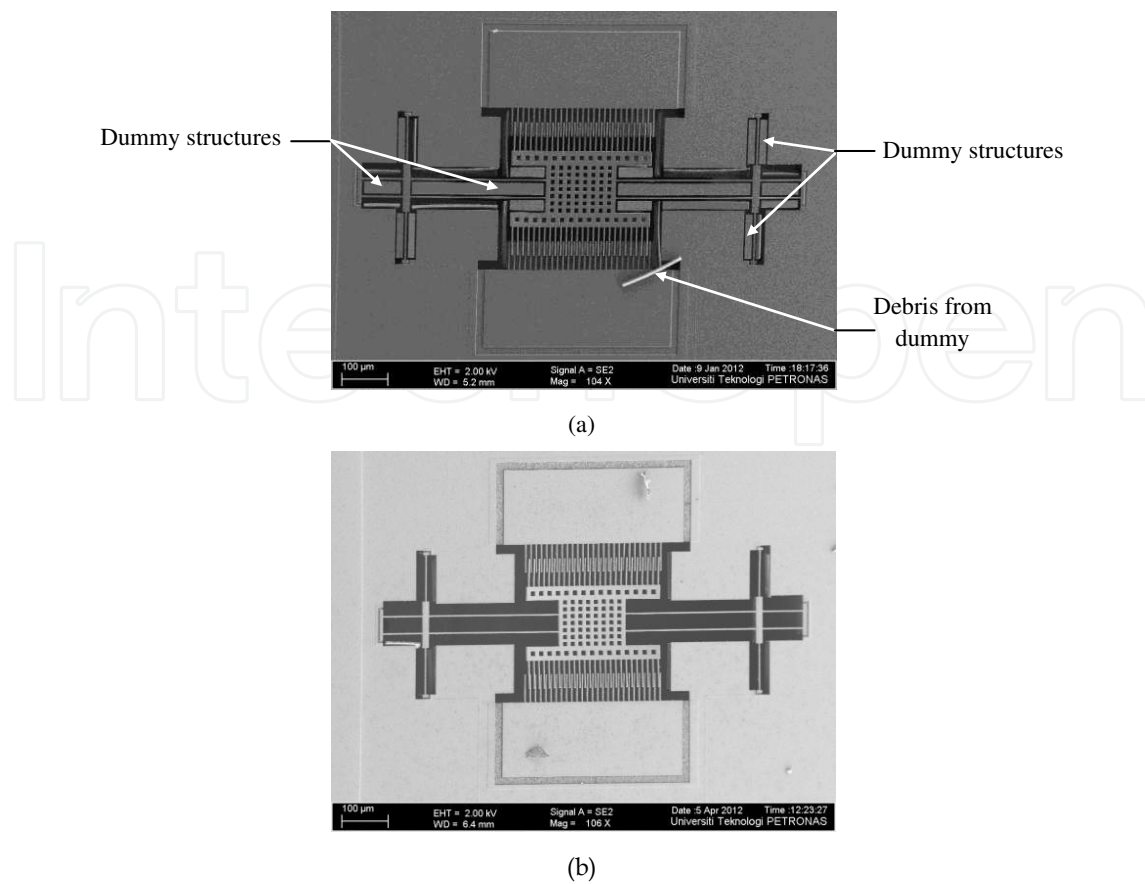 Dummy structures
Dummy structures
Debris from
dummy
100 µm
EHT = 2.00 kV
WD = 5.2 mm
Signal A = SE2
Mag = 104 X
Date :9 Jan 2012 Time :18:17:36
Universiti Teknologi PETRONAS
(a)
IntechOpen
100 µm
EHT = 2.00 kV
WD = 6.4 mm
Signal A = SE2
Mag = 106 X
Date :5 Apr 2012 Time :12:23:27
Universiti Teknologi PETRONAS
(b)